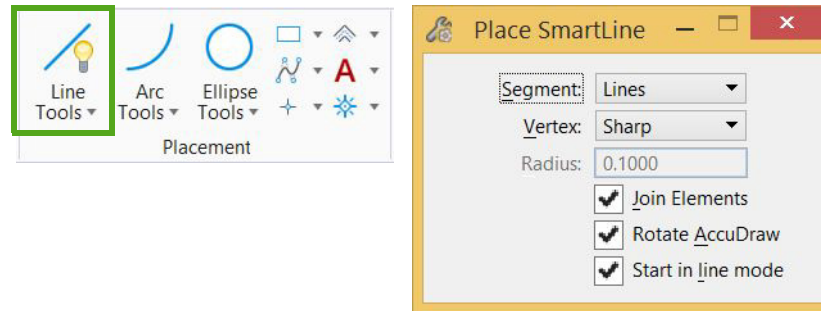 Line Tools
Arc Tools
Ellipse Tools
A
Placement
Place SmartLine
Segment: Lines
Vertex: Sharp
Radius: 0.1000
Join Elements
Rotate AccuDraw
Start in line mode